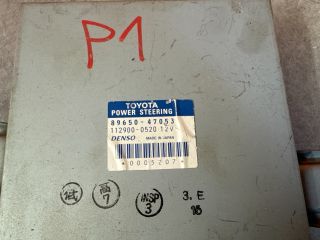 P1
TOYOTA
POWER STEERING
89650-47053
112900-0520 12V
DENSO MADE IN JAPAN
*0005207*
高 INSP 3.E
7 3 15